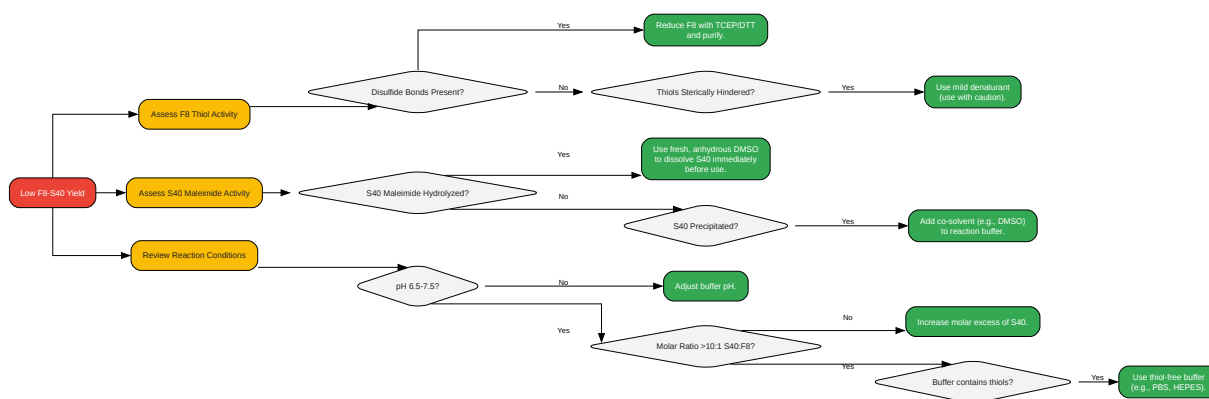 Yes
Reduce F8 with TCEP/DTT
and purify.
Disulfide Bonds Present?
No
Thiols Sterically Hindered?
Yes
Use mild denaturant
(use with caution).
Assess F8 Thiol Activity
Low F8-S40 Yield
Assess S40 Maleimide Activity
S40 Maleimide Hydrolyzed?
Yes
Use fresh, anhydrous DMSO
to dissolve S40 immediately
before use.
No
S40 Precipitated?
Yes
Add co-solvent (e.g., DMSO)
to reaction buffer.
Review Reaction Conditions
pH 6.5-7.5?
No
Adjust buffer pH.
Yes
Molar Ratio >10:1 S40:F8?
No
Increase molar excess of S40.
Yes
Buffer contains thiols?
Yes
Use thiol-free buffer
(e.g., PBS, HEPES).